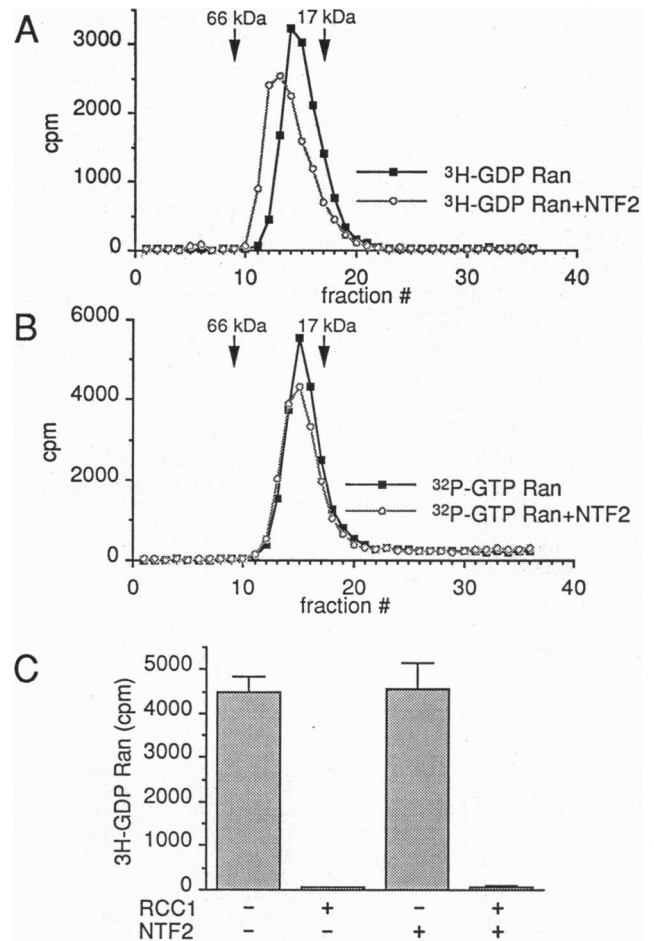 A
66 kDa 17 kDa
3000
2000
1000
0
cpm
³H-GDP Ran
³H-GDP Ran+NTF2
0 10 20 30 40
fraction #
B
66 kDa 17 kDa
6000
4000
2000
0
cpm
³²P-GTP Ran
³²P-GTP Ran+NTF2
0 10 20 30 40
fraction #
C
5000
4000
3000
2000
1000
0
3H-GDP Ran (cpm)
RCC1 − + − +
NTF2 − − + +